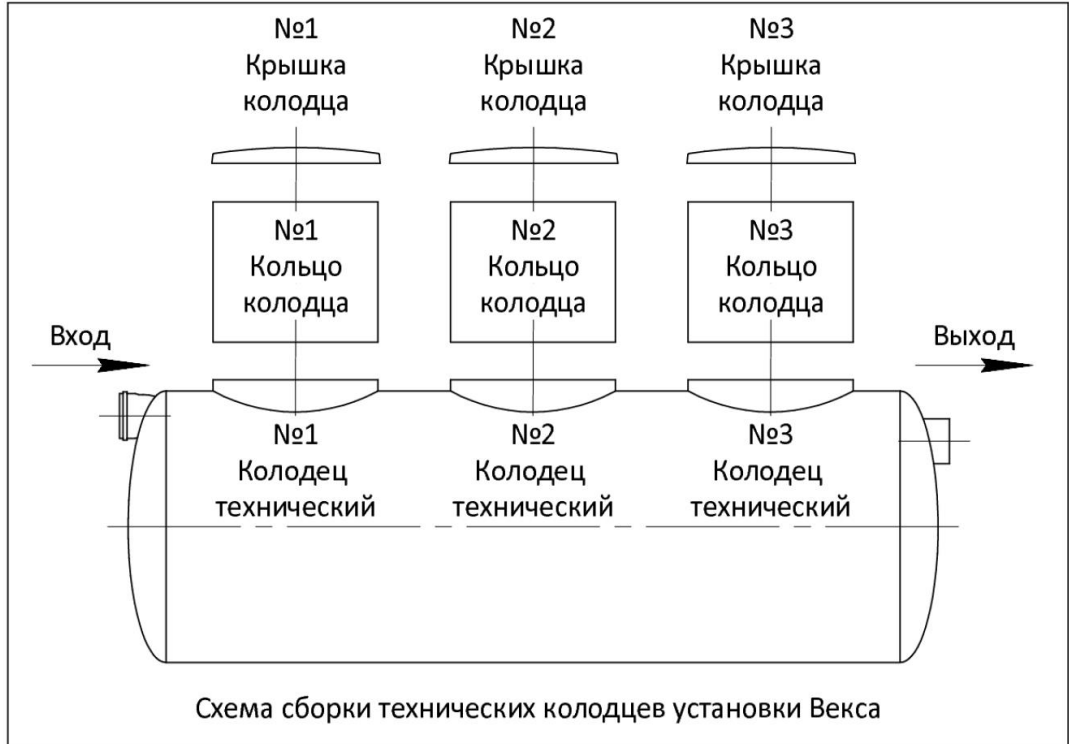 №1
Крышка
колодца
№2
Крышка
колодца
№3
Крышка
колодца
№1
Кольцо
колодца
№2
Кольцо
колодца
№3
Кольцо
колодца
Вход
Выход
№1
Колодец
технический
№2
Колодец
технический
№3
Колодец
технический
Схема сборки технических колодцев установки Векса